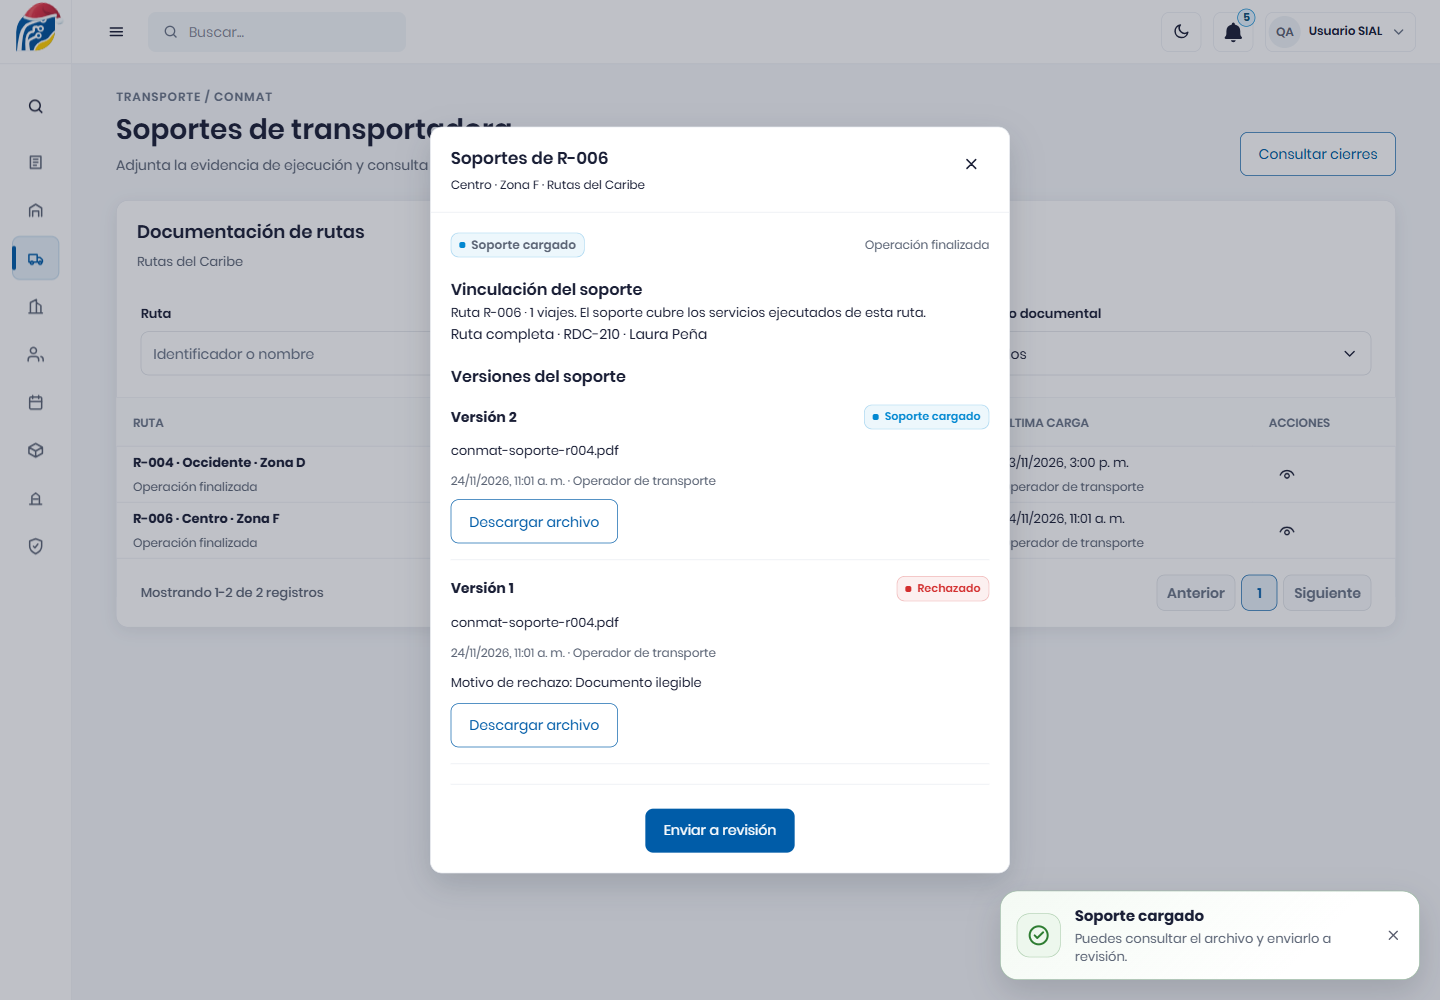 Buscar...
5
QA
Usuario SIAL
TRANSPORTE / CONMAT
Soportes de transportadora
Adjunta la evidencia de ejecución y consulta
Consultar cierres
Documentación de rutas
Rutas del Caribe
Ruta
Identificador o nombre
o documental
os
RUTA
LTIMA CARGA
ACCIONES
R-004 · Occidente · Zona D
Operación finalizada
3/11/2026, 3:00 p. m.
perador de transporte
R-006 · Centro · Zona F
Operación finalizada
4/11/2026, 11:01 a. m.
perador de transporte
Mostrando 1-2 de 2 registros
Anterior
1
Siguiente
Soportes de R-006
Centro · Zona F · Rutas del Caribe
Soporte cargado
Operación finalizada
Vinculación del soporte
Ruta R-006 · 1 viajes. El soporte cubre los servicios ejecutados de esta ruta.
Ruta completa · RDC-210 · Laura Peña
Versiones del soporte
Versión 2
Soporte cargado
conmat-soporte-r004.pdf
24/11/2026, 11:01 a. m. · Operador de transporte
Descargar archivo
Versión 1
Rechazado
conmat-soporte-r004.pdf
24/11/2026, 11:01 a. m. · Operador de transporte
Motivo de rechazo: Documento ilegible
Descargar archivo
Enviar a revisión
Soporte cargado
Puedes consultar el archivo y enviarlo a
revisión.